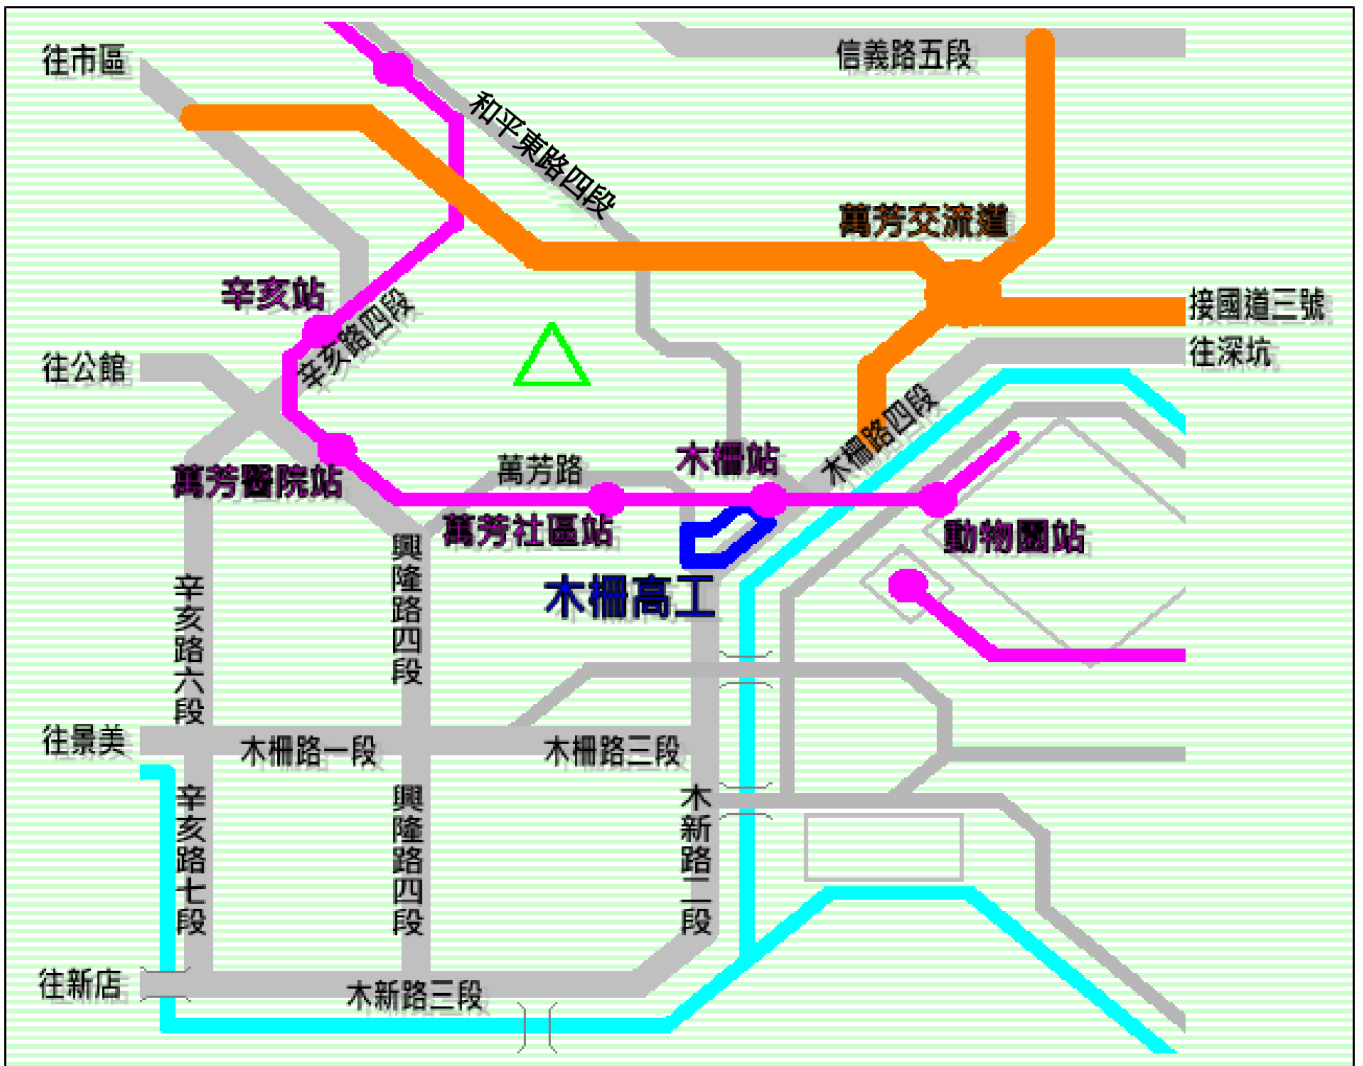 往市區
信義路五段
和平東路四段
萬芳交流道
辛亥站
接國道三號
辛亥路四段
往深坑
往公館
木柵路四段
木柵站
萬芳路
萬芳醫院站
萬芳社區站
動物園站
興隆路四段
木柵高工
辛亥路六段
往景美
木柵路一段
木柵路三段
辛亥路七段
興隆路四段
木新路二段
往新店
木新路三段